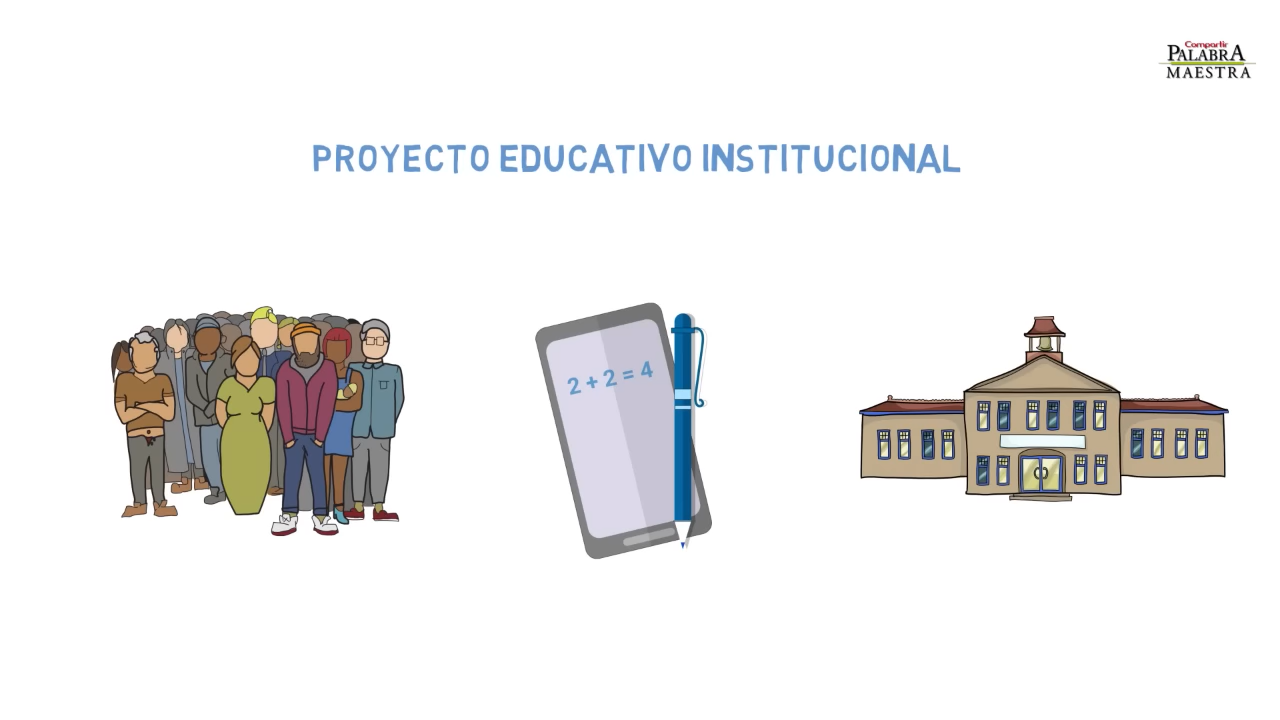 Compartir
PALABRA
MAESTRA
PROYECTO EDUCATIVO INSTITUCIONAL
2 + 2 = 4